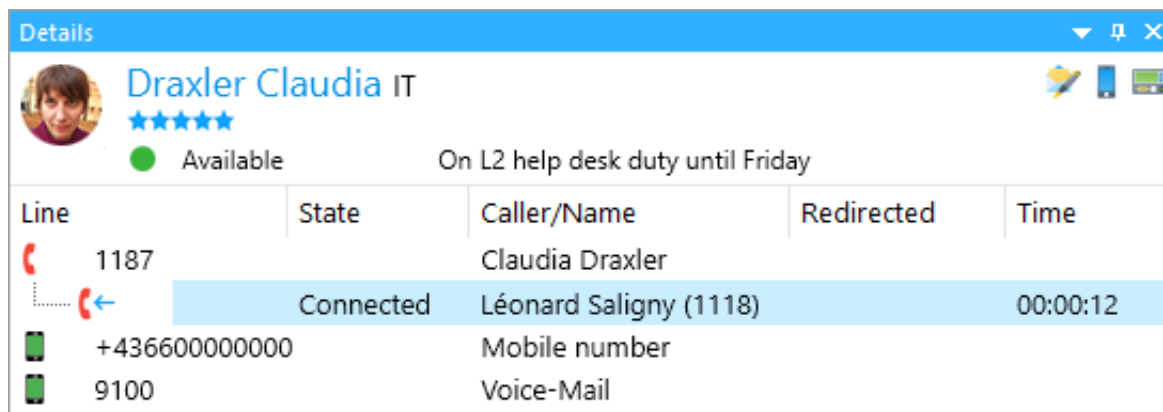 Details
Draxler Claudia IT
Available On L2 help desk duty until Friday
Line State Caller/Name Redirected Time
1187 Claudia Draxler
Connected Léonard Saligny (1118) 00:00:12
+436600000000 Mobile number
9100 Voice-Mail